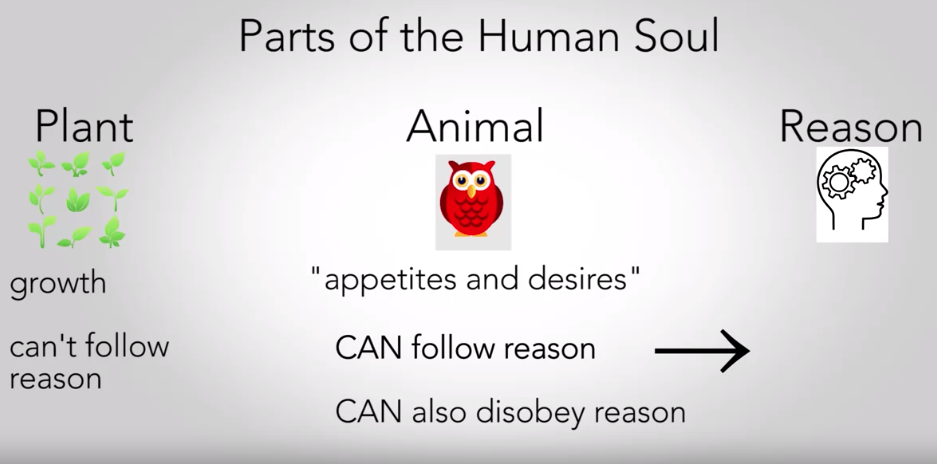 Parts of the Human Soul
Plant
Animal
Reason
growth
"appetites and desires"
can't follow
reason
CAN follow reason
CAN also disobey reason